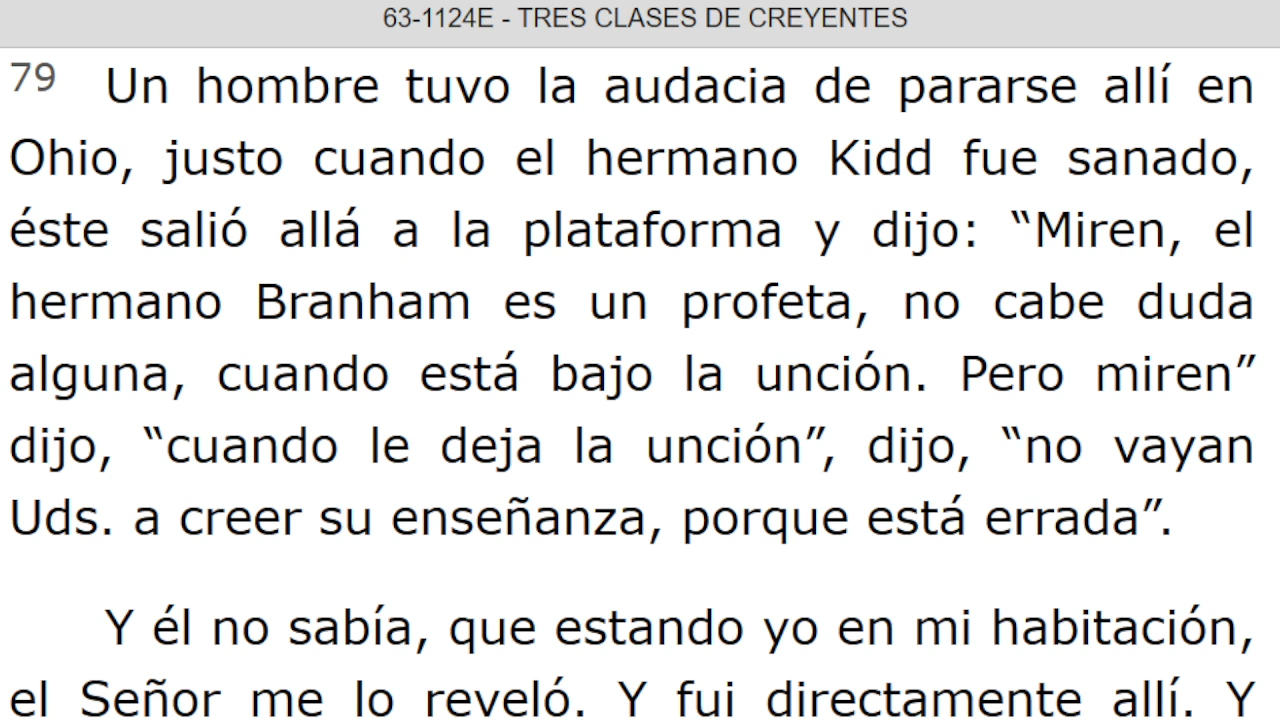 63-1124E - TRES CLASES DE CREYENTES
79 Un hombre tuvo la audacia de pararse allí en
Ohio, justo cuando el hermano Kidd fue sanado,
éste salió allá a la plataforma y dijo: “Miren, el
hermano Branham es un profeta, no cabe duda
alguna, cuando está bajo la unción. Pero miren”
dijo, “cuando le deja la unción”, dijo, “no vayan
Uds. a creer su enseñanza, porque está errada”.
Y él no sabía, que estando yo en mi habitación,
el Señor me lo reveló. Y fui directamente allí. Y